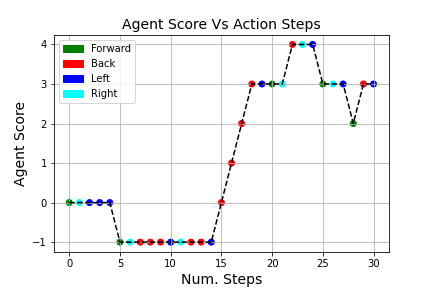 Agent Score Vs Action Steps
Forward
Back
Left
Right
4
3
2
1
0
−1
Agent Score
0 5 10 15 20 25 30
Num. Steps